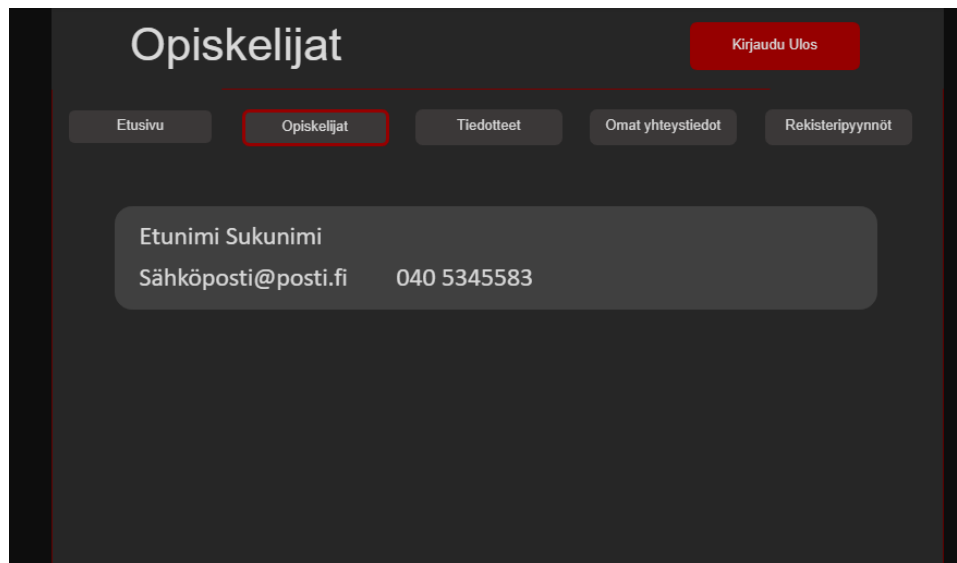 Opiskelijat
Kirjaudu Ulos
Etusivu
Opiskelijat
Tiedotteet
Omat yhteystiedot
Rekisteripyynnöt
Etunimi Sukunimi
Sähköposti@posti.fi 040 5345583